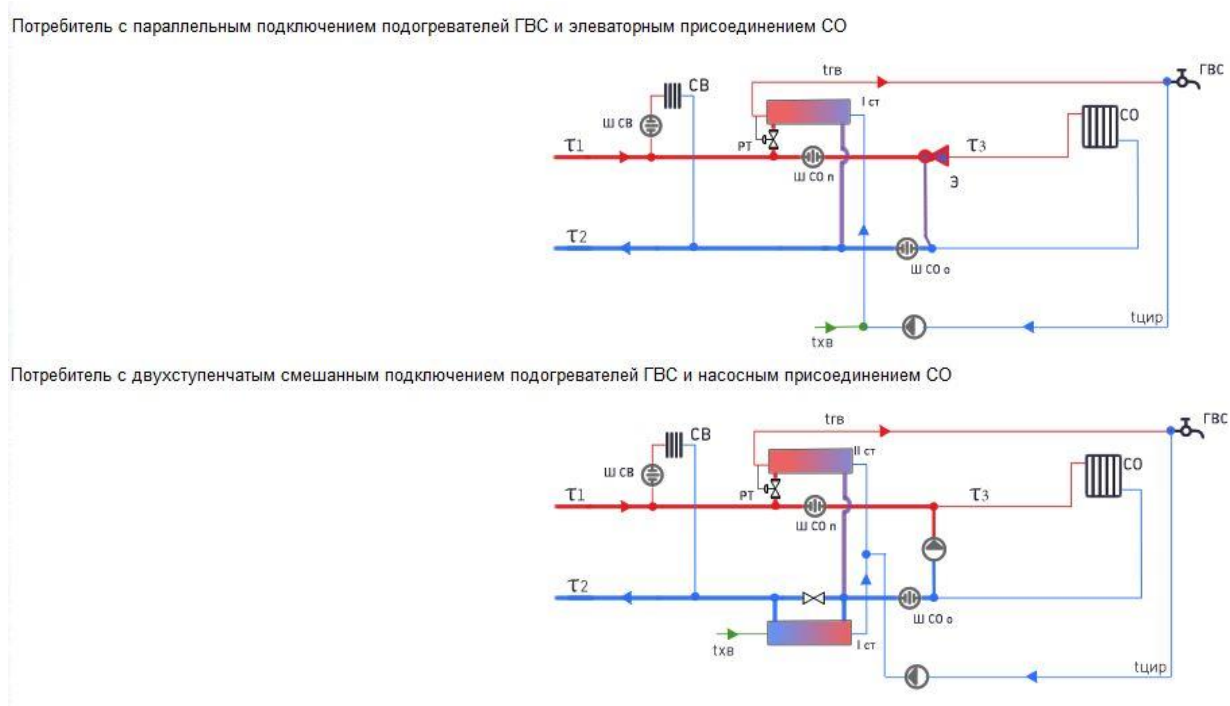 Потребитель с параллельным подключением подогревателей ГВС и элеваторным присоединением СО
tгв
ГВС
СВ
I ст
СО
Ш СВ
τ1
РТ
τ3
Ш СО п
Э
τ2
Ш СО о
tцир
tхв
Потребитель с двухступенчатым смешанным подключением подогревателей ГВС и насосным присоединением СО
tгв
ГВС
СВ
II ст
СО
Ш СВ
τ1
РТ
τ3
Ш СО п
τ2
Ш СО о
tхв
I ст
tцир